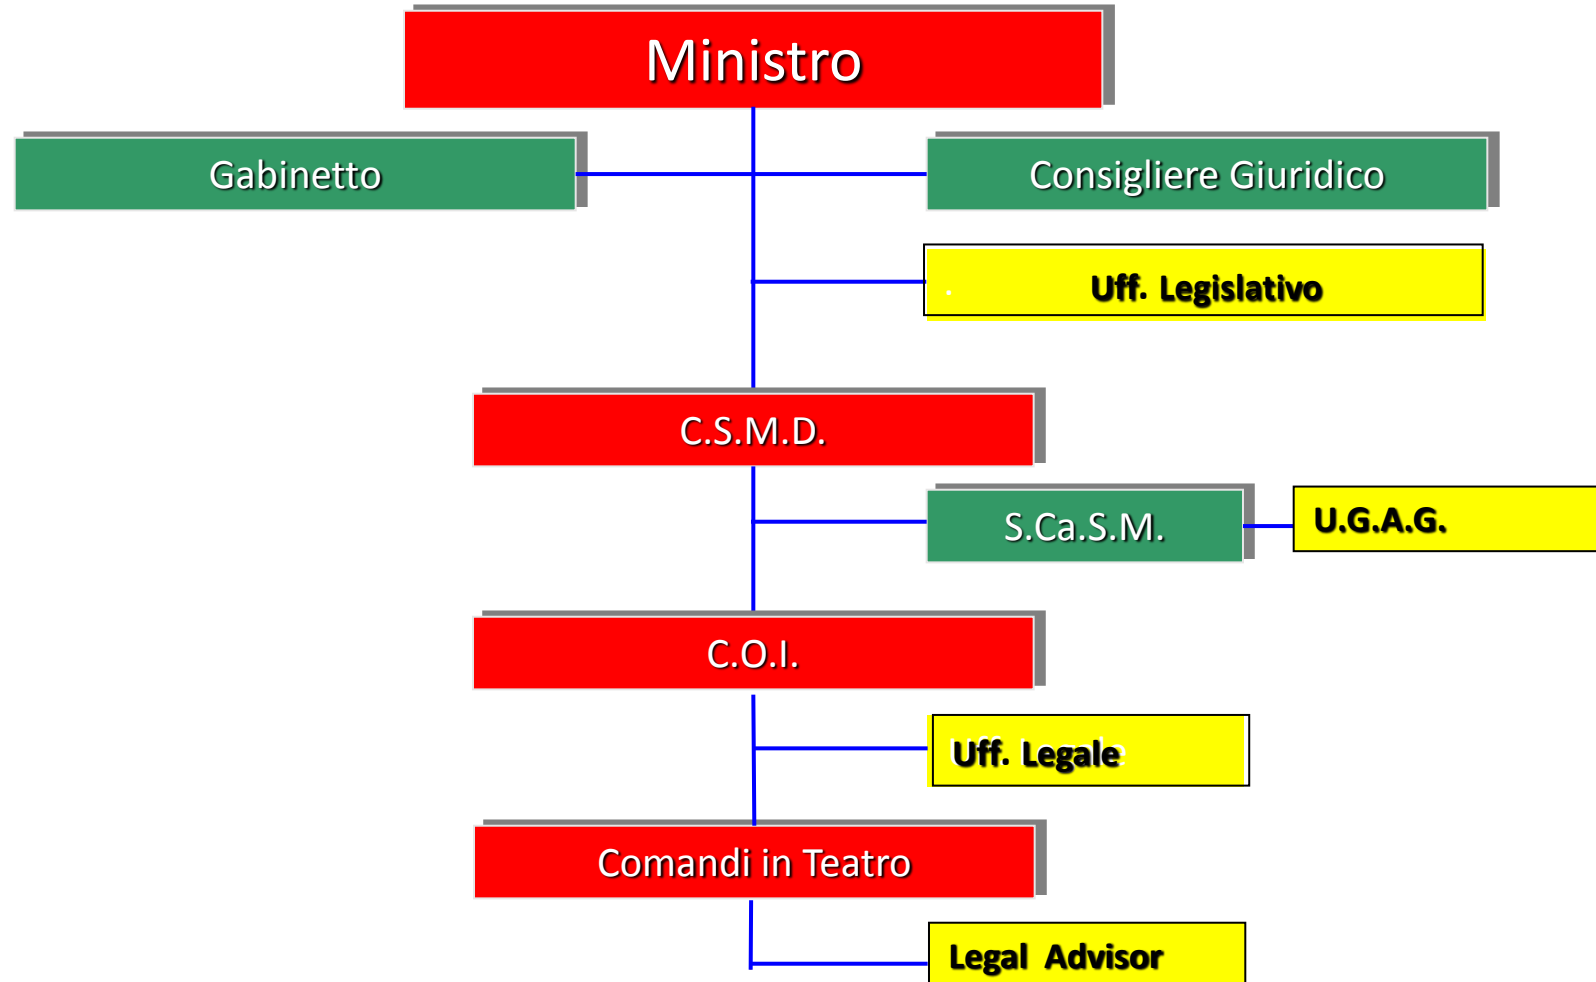 Ministro
Gabinetto
Consigliere Giuridico
. Uff. Legislativo
C.S.M.D.
S.Ca.S.M.
U.G.A.G.
C.O.I.
Uff. Legale
Comandi in Teatro
Legal Advisor